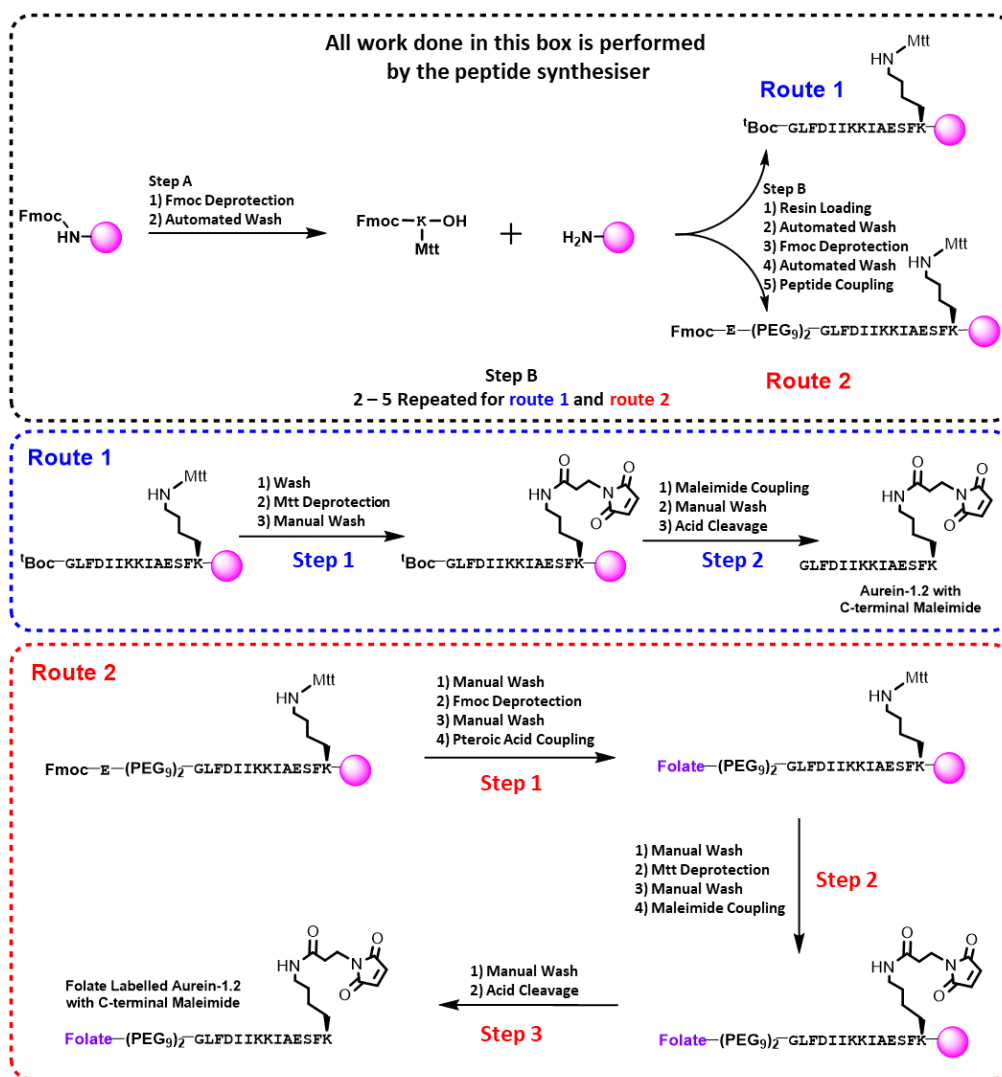 All work done in this box is performed
by the peptide synthesiser
Mtt
HN
Route 1
ᵗBoc-GLFDIIKKIAESFK
Step A
1) Fmoc Deprotection
2) Automated Wash
Fmoc
HN
Fmoc-K-OH
Mtt
+
H₂N
Step B
1) Resin Loading
2) Automated Wash
3) Fmoc Deprotection
4) Automated Wash
5) Peptide Coupling
Mtt
HN
Fmoc-E-(PEG₉)₂-GLFDIIKKIAESFK
Route 2
Step B
2 – 5 Repeated for route 1 and route 2
Route 1
Mtt
HN
ᵗBoc-GLFDIIKKIAESFK
1) Wash
2) Mtt Deprotection
3) Manual Wash
Step 1
O
O
HN
N
O
ᵗBoc-GLFDIIKKIAESFK
1) Maleimide Coupling
2) Manual Wash
3) Acid Cleavage
Step 2
O
O
HN
N
O
GLFDIIKKIAESFK
Aurein-1.2 with
C-terminal Maleimide
Route 2
Mtt
HN
Fmoc-E-(PEG₉)₂-GLFDIIKKIAESFK
1) Manual Wash
2) Fmoc Deprotection
3) Manual Wash
4) Pteroic Acid Coupling
Step 1
Mtt
HN
Folate-(PEG₉)₂-GLFDIIKKIAESFK
1) Manual Wash
2) Mtt Deprotection
3) Manual Wash
4) Maleimide Coupling
Step 2
O
O
HN
N
O
Folate-(PEG₉)₂-GLFDIIKKIAESFK
1) Manual Wash
2) Acid Cleavage
Step 3
O
O
HN
N
O
Folate Labelled Aurein-1.2
with C-terminal Maleimide
Folate-(PEG₉)₂-GLFDIIKKIAESFK